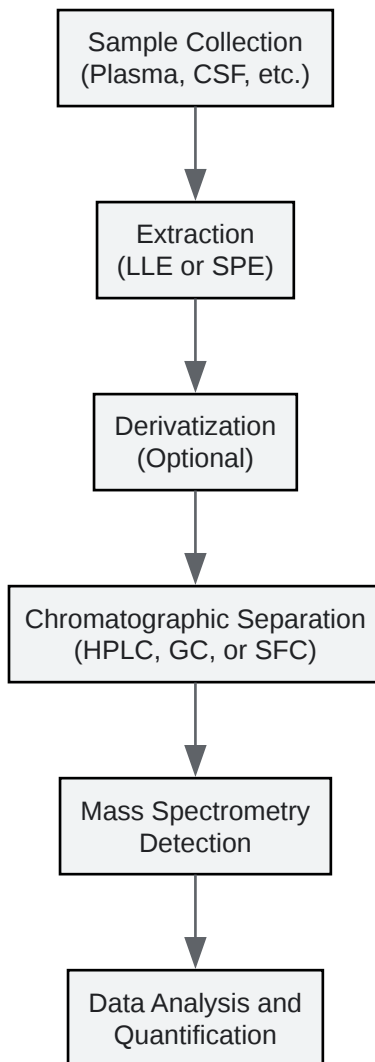 Sample Collection
(Plasma, CSF, etc.)
Extraction
(LLE or SPE)
Derivatization
(Optional)
Chromatographic Separation
(HPLC, GC, or SFC)
Mass Spectrometry
Detection
Data Analysis and
Quantification